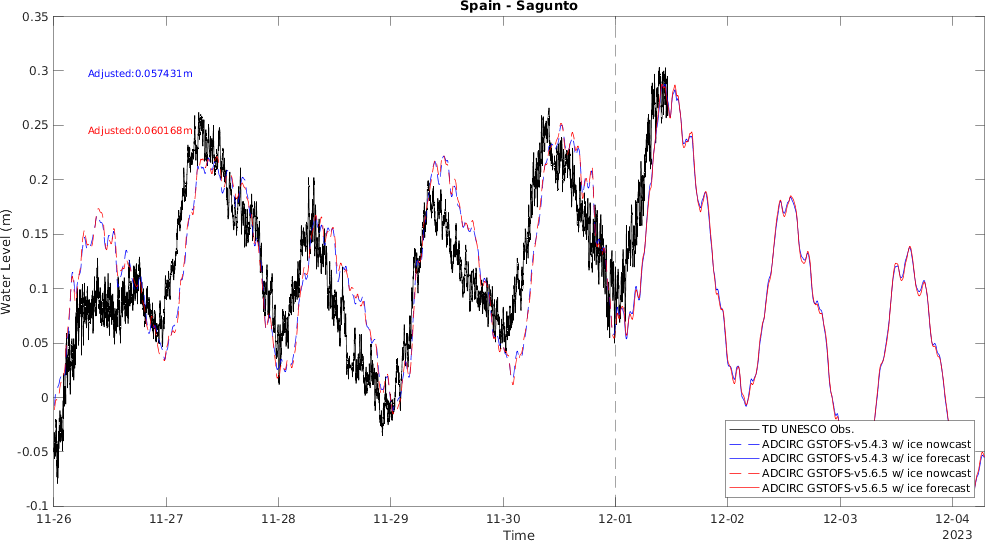 Spain - Sagunto
0.35
0.3
0.25
0.2
0.15
0.1
0.05
0
-0.05
-0.1
Water Level (m)
Adjusted:0.057431m
Adjusted:0.060168m
TD UNESCO Obs.
ADCIRC GSTOFS-v5.4.3 w/ ice nowcast
ADCIRC GSTOFS-v5.4.3 w/ ice forecast
ADCIRC GSTOFS-v5.6.5 w/ ice nowcast
ADCIRC GSTOFS-v5.6.5 w/ ice forecast
11-26 11-27 11-28 11-29 11-30 12-01 12-02 12-03 12-04
2023
Time